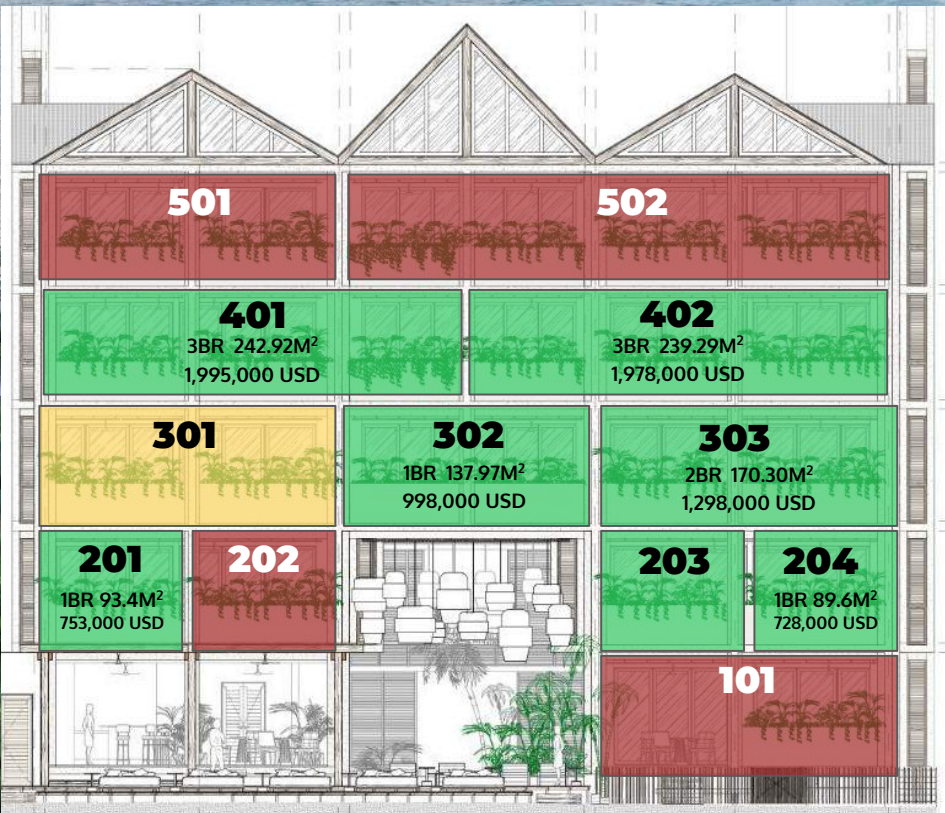 501
502
401
3BR 242.92M²
1,995,000 USD
402
3BR 239.29M²
1,978,000 USD
301
302
1BR 137.97M²
998,000 USD
303
2BR 170.30M²
1,298,000 USD
201
1BR 93.4M²
753,000 USD
202
203
204
1BR 89.6M²
728,000 USD
101